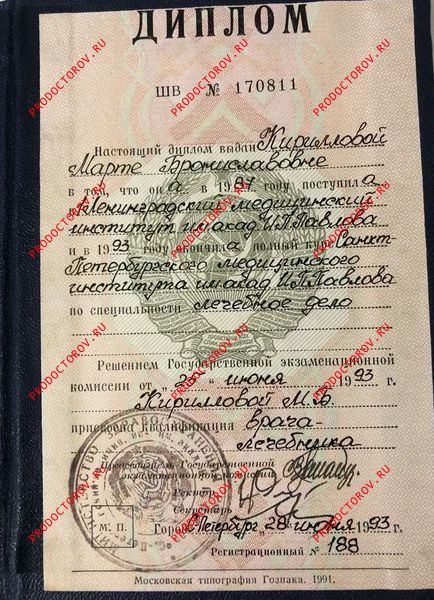 ДИПЛОМ
ШВ № 170811
Настоящий диплом выдан Кирилловой
Марте Брониславовне
в том, что она в 1987 году поступила
в Ленинградский медицинский
институт им акад И.П.Павлова
и в 1993 году окончила полный курс Санкт-
Петербургского медицинского
института им акад И.П.Павлова
по специальности лечебное дело
Решением Государственной экзаменационной
комиссии от „25“ июня 1993 г.
Кирилловой М.Б.
присвоена квалификация врача-
лечебника
Председатель Государственной
экзаменационной комиссии
Ректор
Секретарь
М. П.
Город С-Петербург „28 июня 1993 г.
Регистрационный № 188
Московская типография Гознака. 1991.
PRODOCTOROV.RU